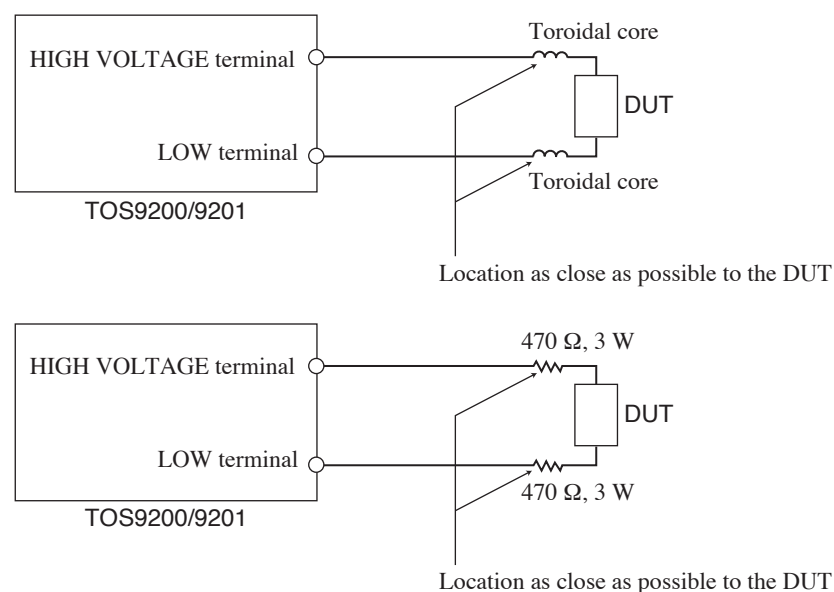 Toroidal core
HIGH VOLTAGE terminal
DUT
LOW terminal
Toroidal core
TOS9200/9201
Location as close as possible to the DUT
470 Ω, 3 W
HIGH VOLTAGE terminal
DUT
LOW terminal
470 Ω, 3 W
TOS9200/9201
Location as close as possible to the DUT